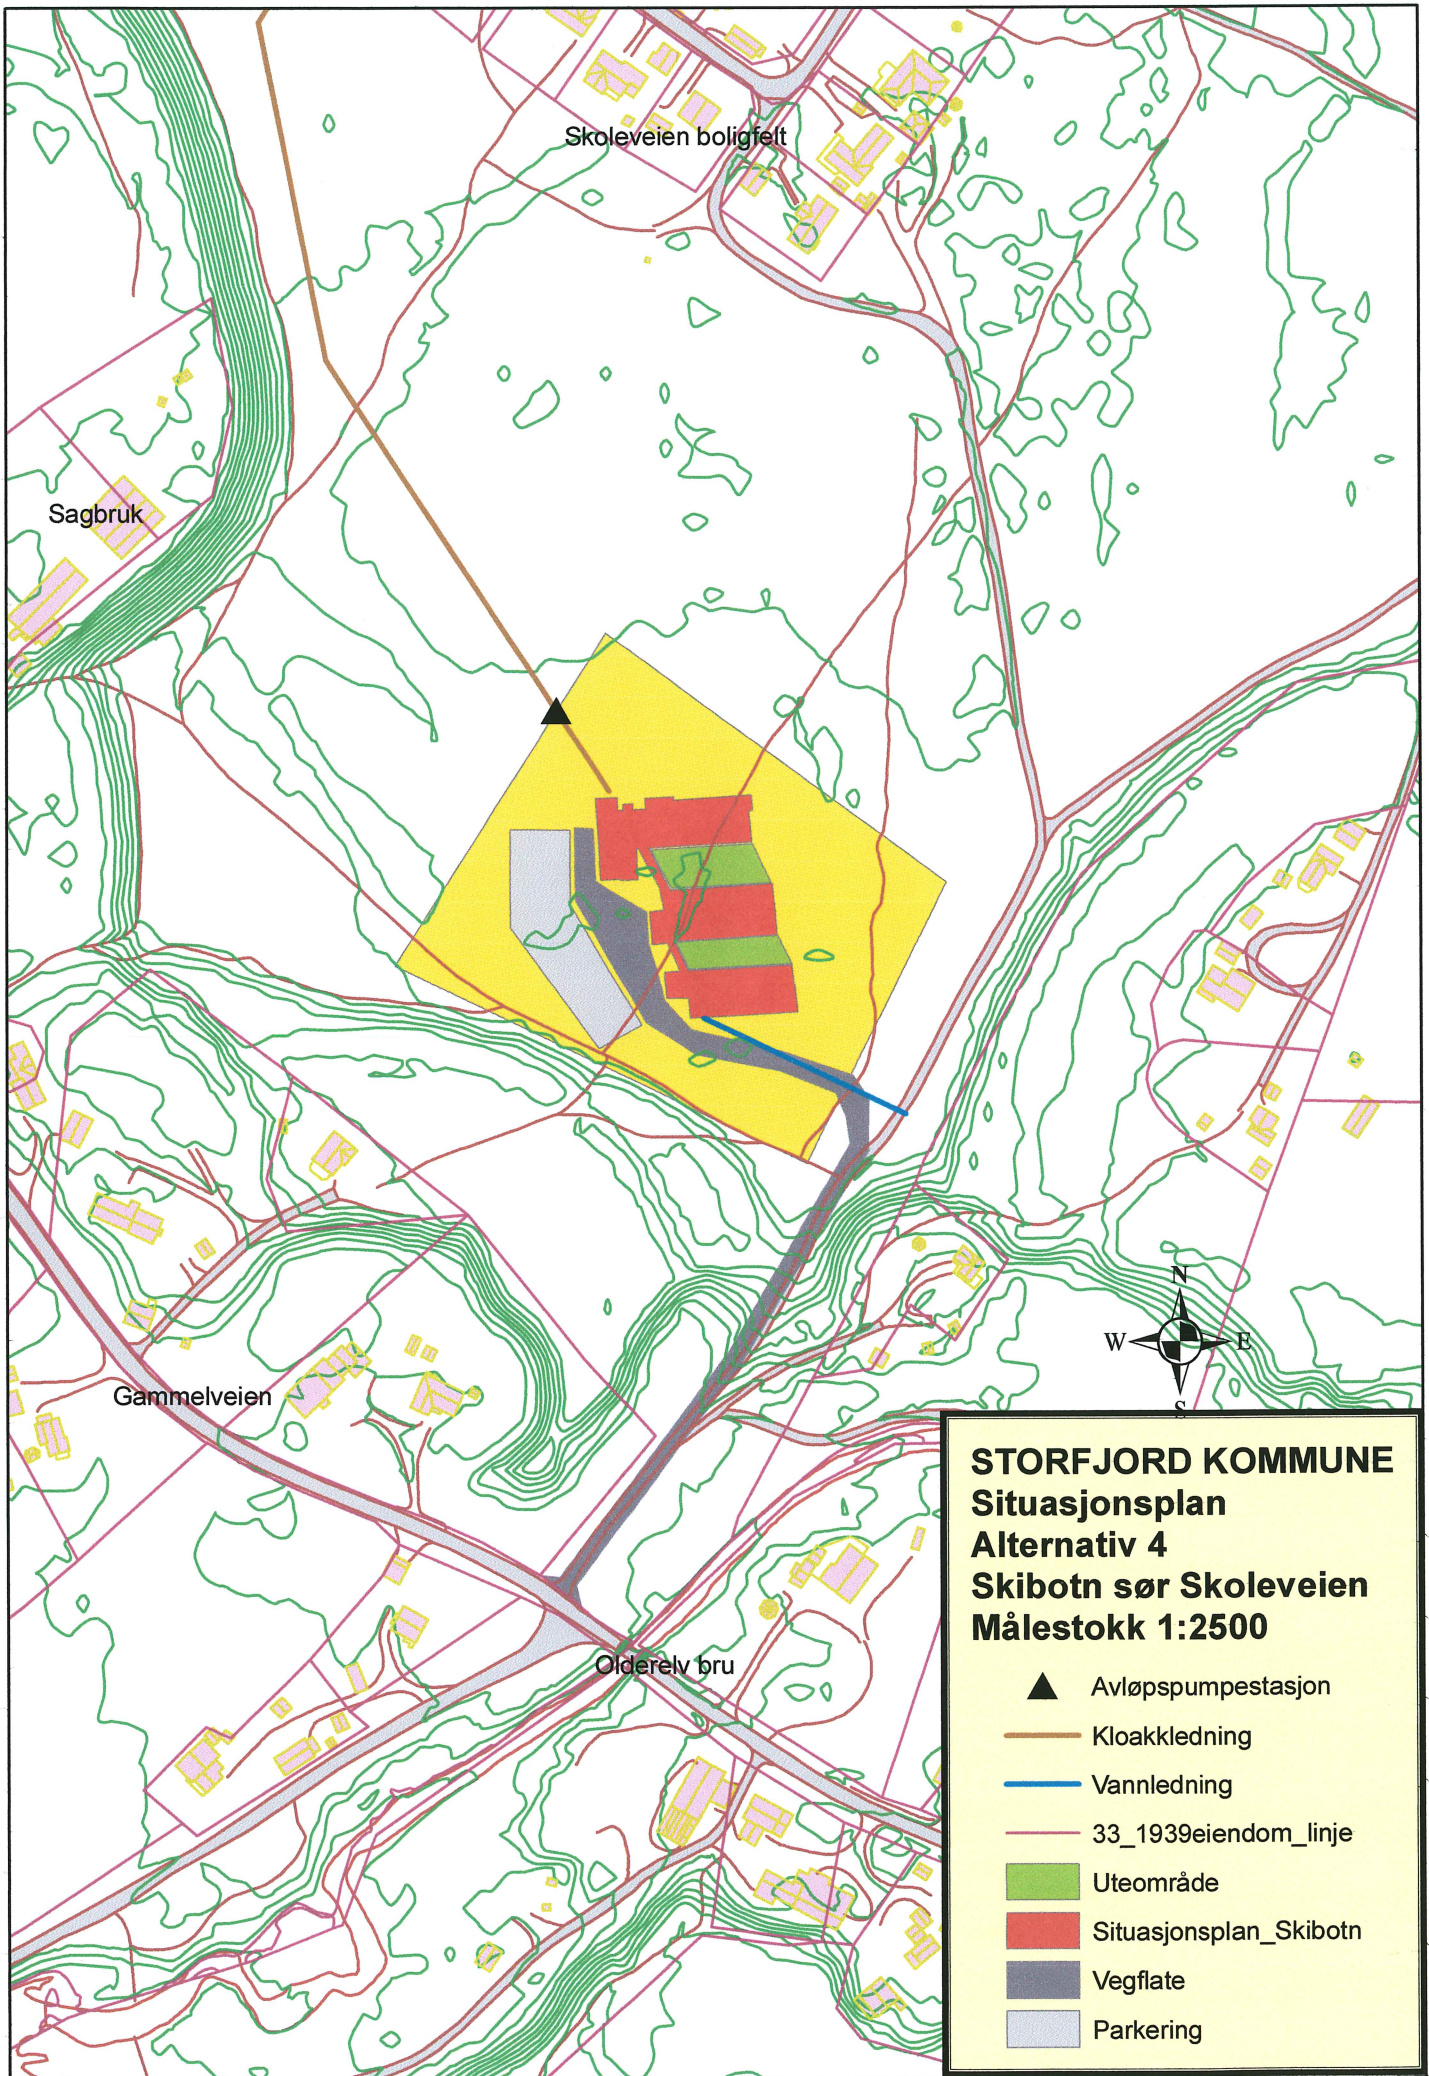 Skoleveien boligfelt
Sagbruk
Gammelveien
Olderelv bru
N
W
E
S
STORFJORD KOMMUNE
Situasjonsplan
Alternativ 4
Skibotn sør Skoleveien
Målestokk 1:2500
Avløpspumpestasjon
Kloakkledning
Vannledning
33_1939eiendom_linje
Uteområde
Situasjonsplan_Skibotn
Vegflate
Parkering